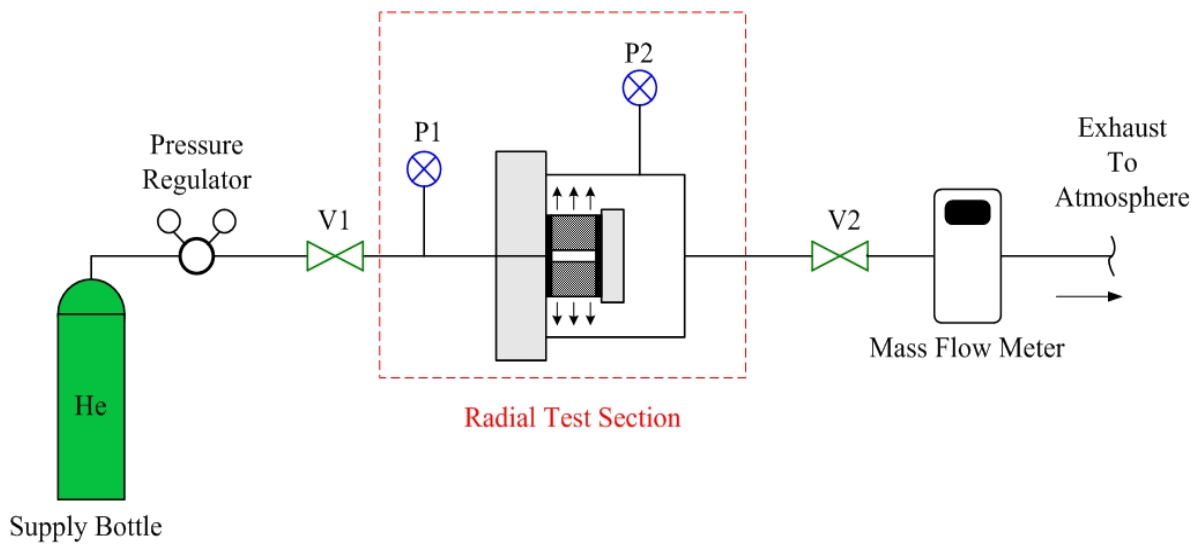 P2
P1
Exhaust
To
Atmosphere
Pressure
Regulator
V1
V2
Mass Flow Meter
He
Radial Test Section
Supply Bottle